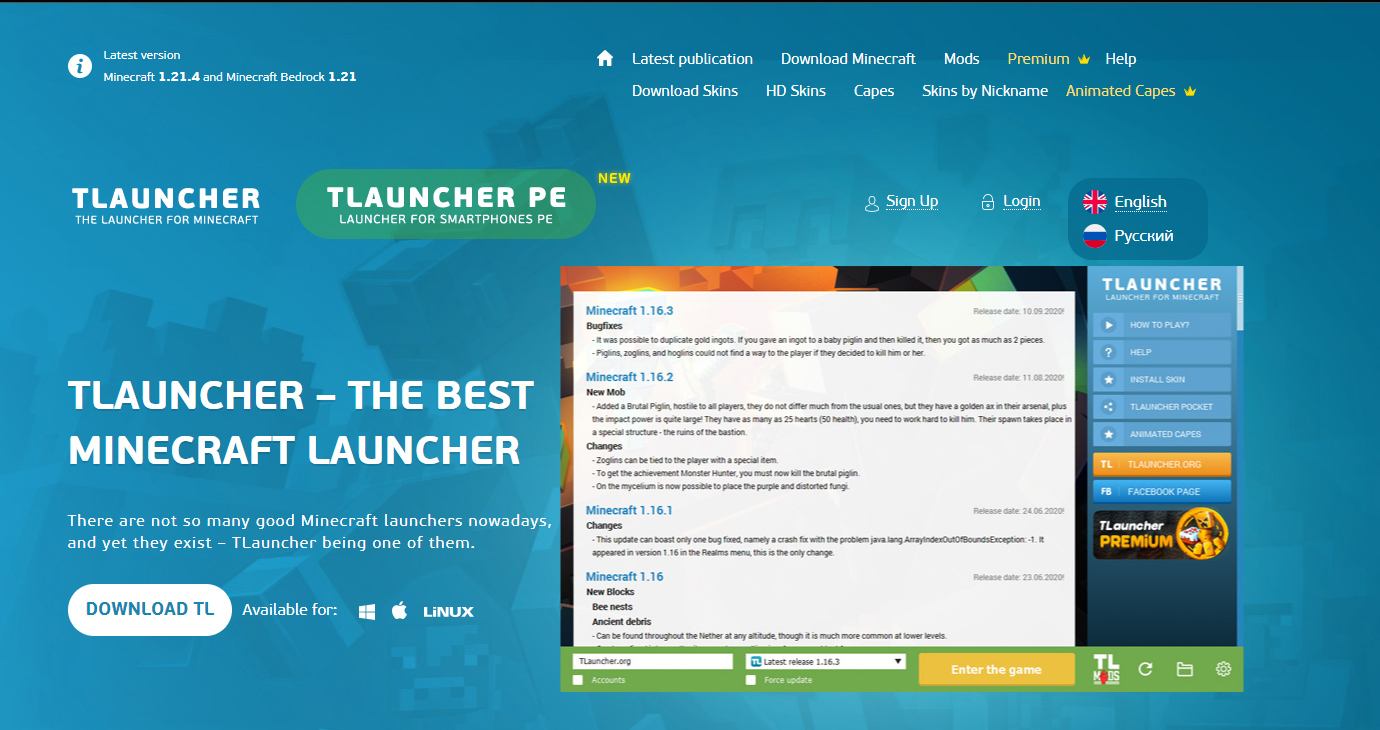 Latest version
Minecraft 1.21.4 and Minecraft Bedrock 1.21
Latest publication Download Minecraft Mods Premium Help
Download Skins HD Skins Capes Skins by Nickname Animated Capes
TLAUNCHER
THE LAUNCHER FOR MINECRAFT
TLAUNCHER PE
LAUNCHER FOR SMARTPHONES PE
NEW
Sign Up Login
English
Русский
TLAUNCHER – THE BEST
MINECRAFT LAUNCHER
There are not so many good Minecraft launchers nowadays,
and yet they exist – TLauncher being one of them.
DOWNLOAD TL Available for: LiNUX
Minecraft 1.16.3 Release date: 10.09.2020!
Bugfixes
- It was possible to duplicate gold ingots. If you gave an ingot to a baby piglin and then killed it, then you got as much as 2 pieces.
- Piglins, zoglins, and hoglins could not find a way to the player if they decided to kill him or her.
Minecraft 1.16.2 Release date: 11.08.2020!
New Mob
- Added a Brutal Piglin, hostile to all players, they do not differ much from the usual ones, but they have a golden ax in their arsenal, plus
the impact power is quite large! They have as many as 25 hearts (50 health), you need to work hard to kill him. Their spawn takes place in
a special structure - the ruins of the bastion.
Changes
- Zoglins can be tied to the player with a special item.
- To get the achievement Monster Hunter, you must now kill the brutal piglin.
- On the mycelium is now possible to place the purple and distorted fungi.
Minecraft 1.16.1 Release date: 24.06.2020!
Changes
- This update can boast only one bug fixed, namely a crash fix with the problem java.lang.ArrayIndexOutOfBoundsException: -1. It
appeared in version 1.16 in the Realms menu, this is the only change.
Minecraft 1.16 Release date: 23.06.2020!
New Blocks
Bee nests
Ancient debris
- Can be found throughout the Nether at any altitude, though it is much more common at lower levels.
TLAUNCHER
LAUNCHER FOR MINECRAFT
HOW TO PLAY?
HELP
INSTALL SKIN
TLAUNCHER POCKET
ANIMATED CAPES
TL TLAUNCHER.ORG
FB FACEBOOK PAGE
TLauncher
PREMiUM
TLauncher.org
Accounts
TL Latest release 1.16.3
Force update
Enter the game
TL
MODS